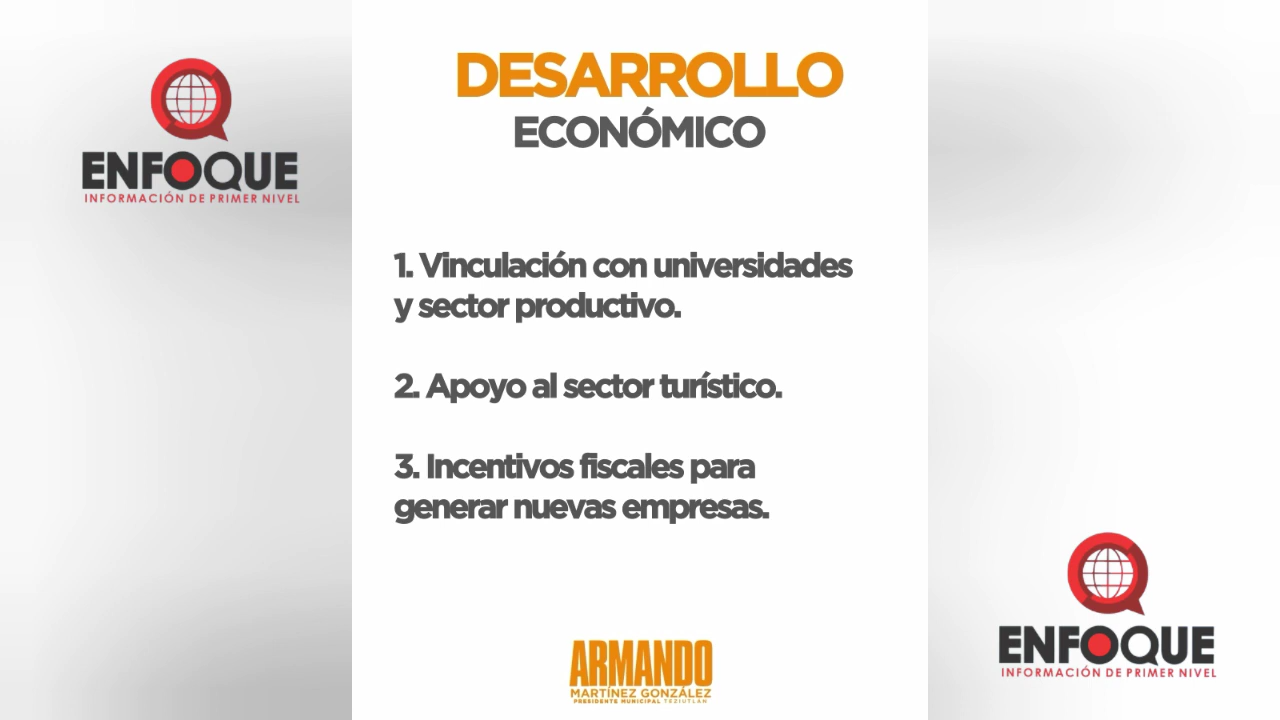 ENFOQUE
INFORMACIÓN DE PRIMER NIVEL
DESARROLLO
ECONÓMICO
1. Vinculación con universidades
y sector productivo.
2. Apoyo al sector turístico.
3. Incentivos fiscales para
generar nuevas empresas.
ARMANDO
MARTÍNEZ GONZÁLEZ
PRESIDENTE MUNICIPAL TEZIUTLÁN
ENFOQUE
INFORMACIÓN DE PRIMER NIVEL